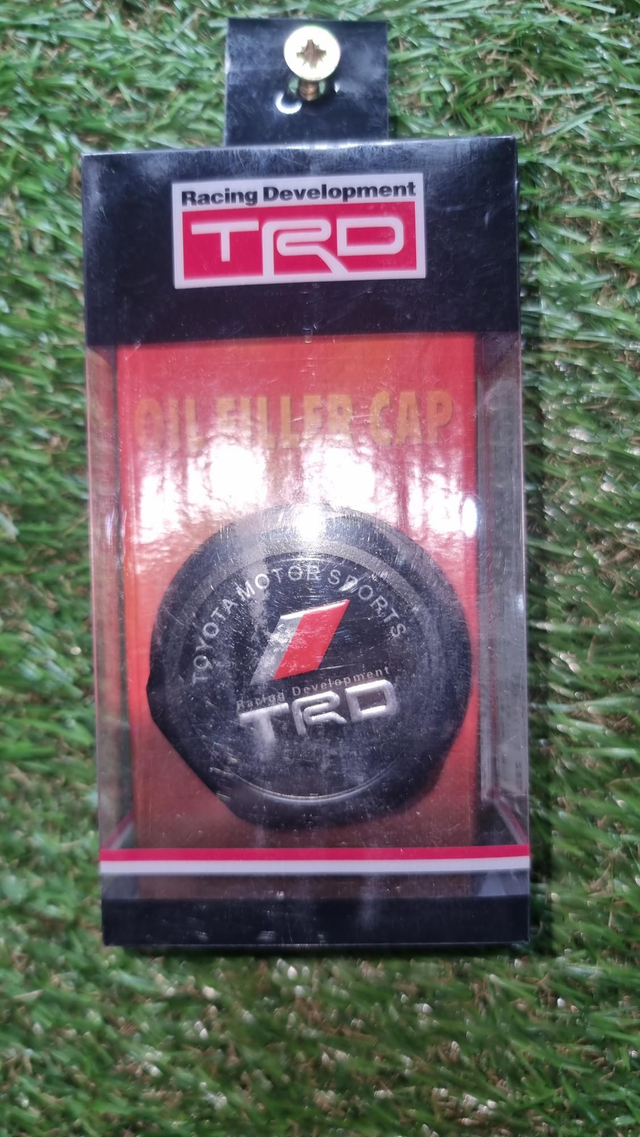 Racing Development
TRD
OIL FILLER CAP
TOYOTA MOTOR SPORTS
Racing Development
TRD